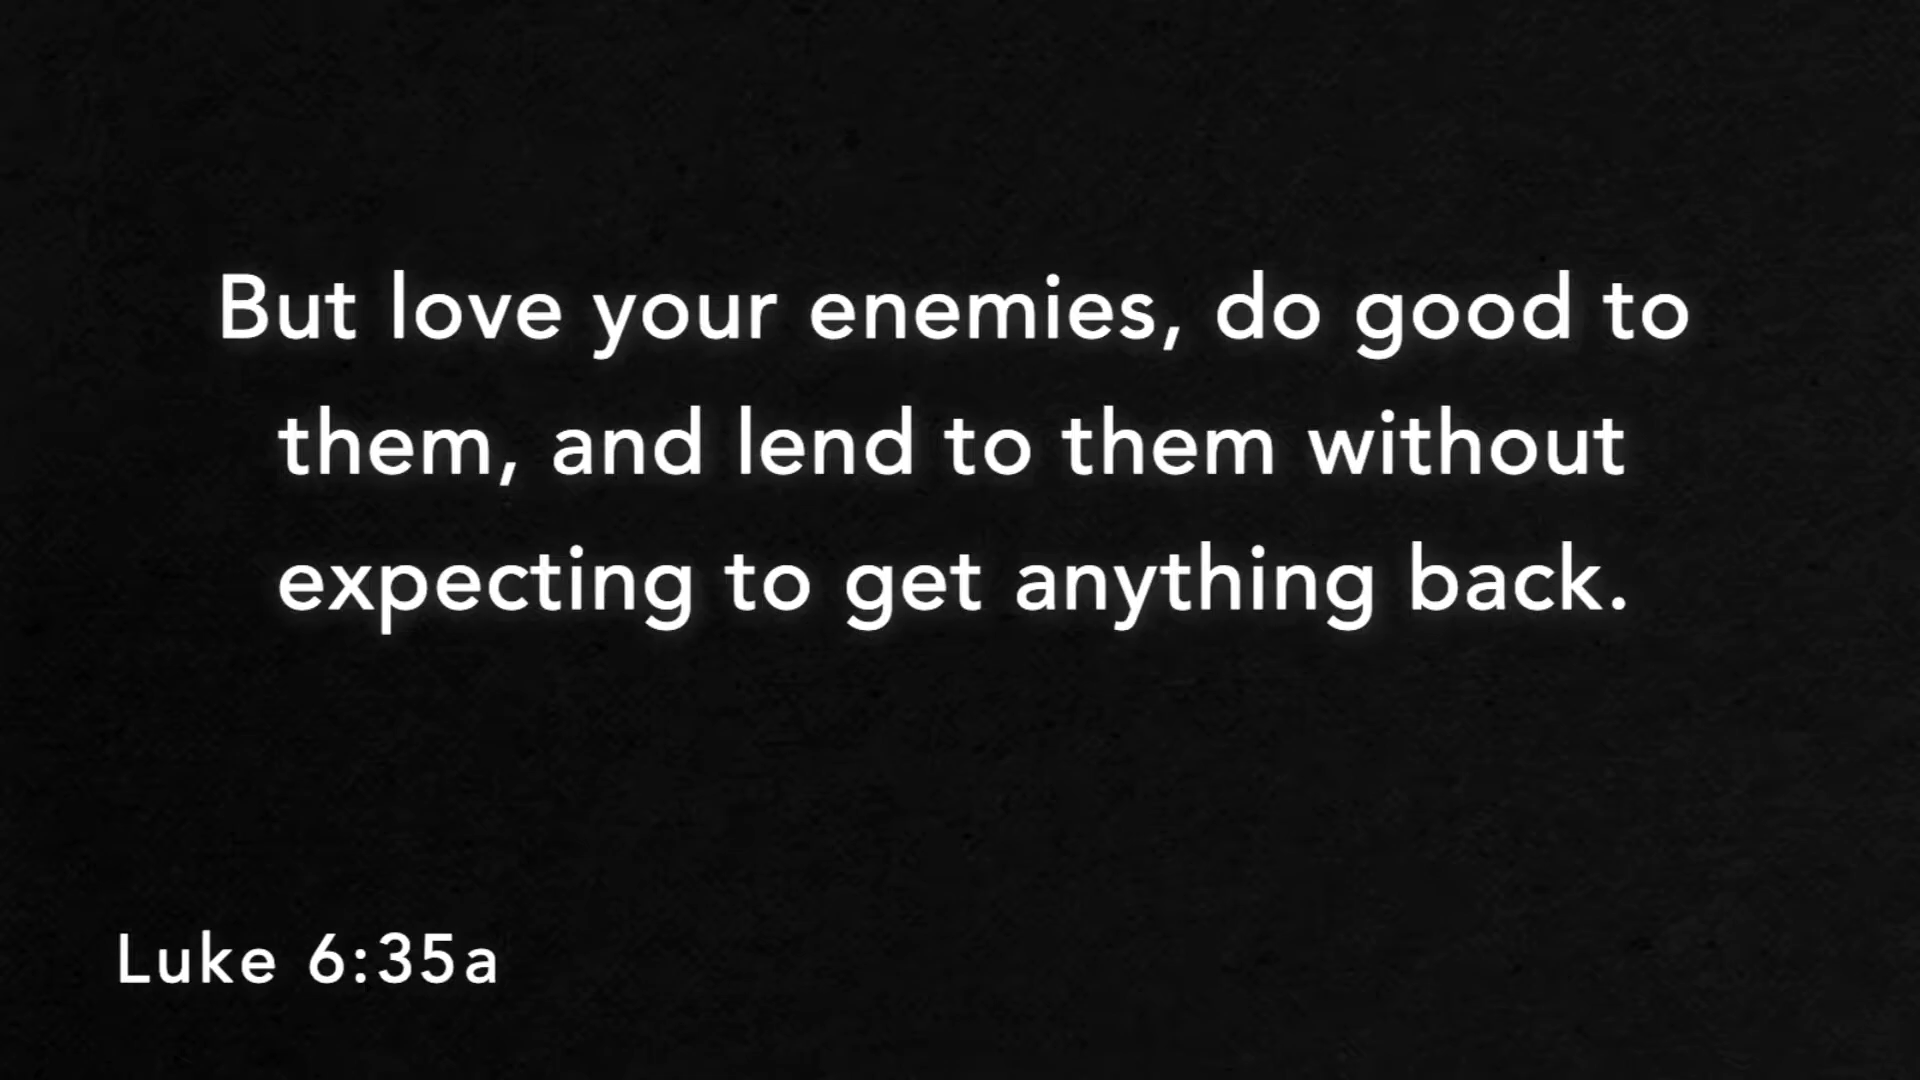 But love your enemies, do good to
them, and lend to them without
expecting to get anything back.
Luke 6:35a